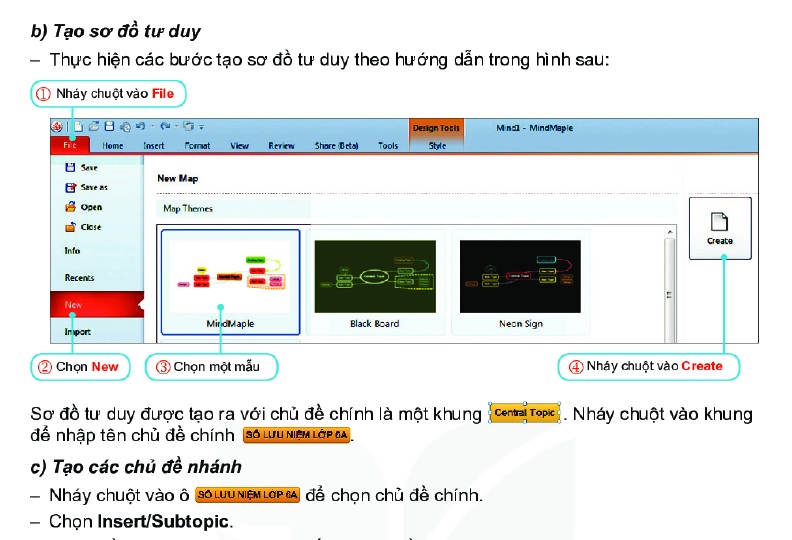 b) Tạo sơ đồ tư duy
– Thực hiện các bước tạo sơ đồ tư duy theo hướng dẫn trong hình sau:
① Nháy chuột vào File
Design Tools
Mind1 - MindMaple
File Home Insert Format View Review Share (Beta) Tools Style
Save
Save as
Open
Close
Info
Recents
New
Import
New Map
Map Themes
MindMaple
Black Board
Neon Sign
Create
② Chọn New
③ Chọn một mẫu
④ Nháy chuột vào Create
Sơ đồ tư duy được tạo ra với chủ đề chính là một khung Central Topic . Nháy chuột vào khung
để nhập tên chủ đề chính SỔ LƯU NIỆM LỚP 6A.
c) Tạo các chủ đề nhánh
– Nháy chuột vào ô SỔ LƯU NIỆM LỚP 6A để chọn chủ đề chính.
– Chọn Insert/Subtopic.